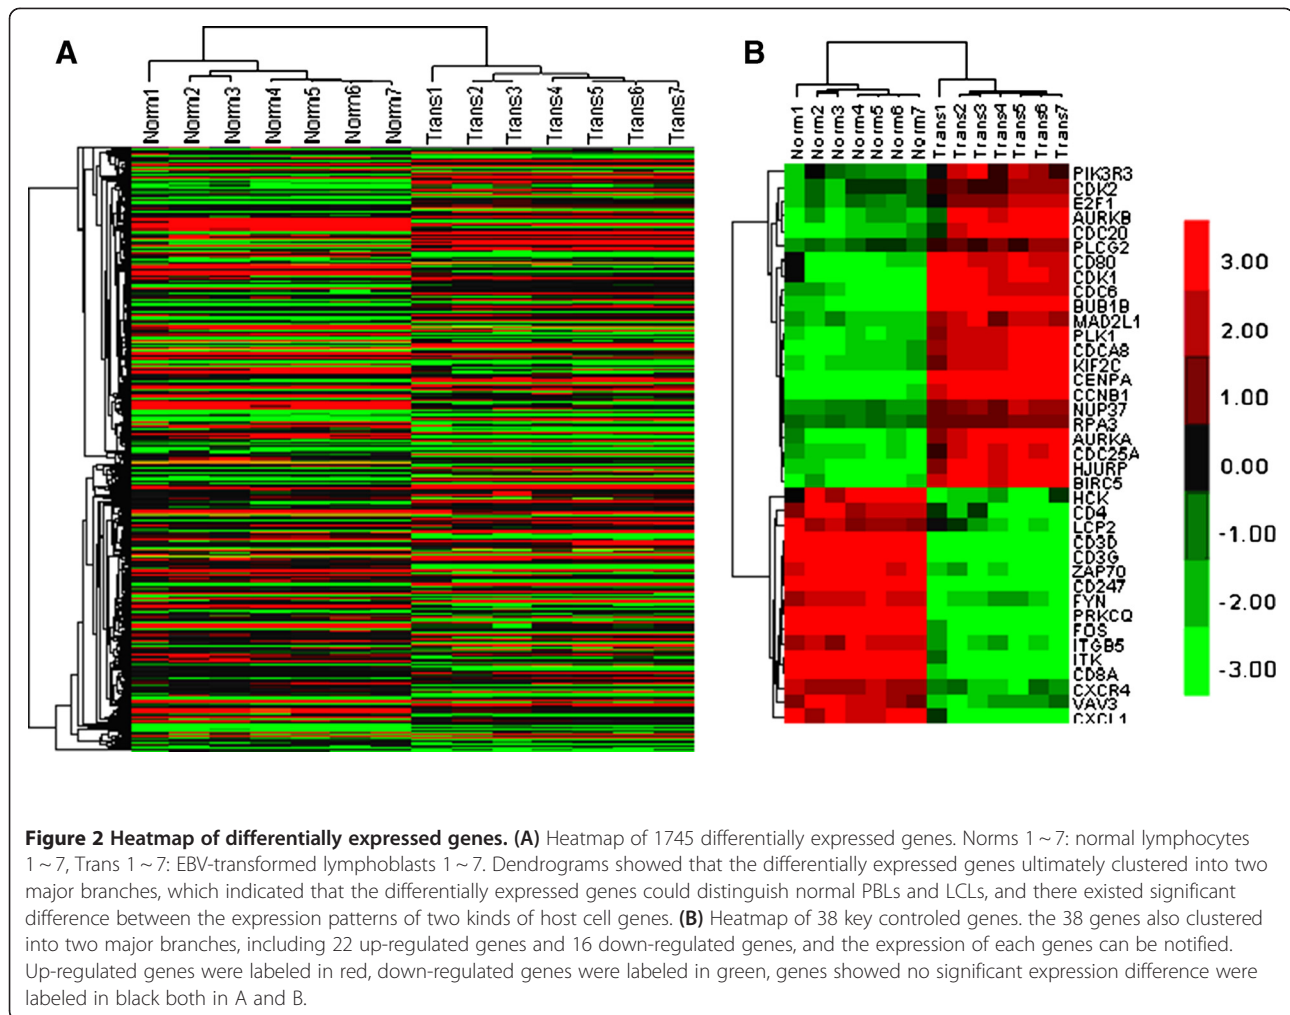 A
B
Norm1
Norm2
Norm3
Norm4
Norm5
Norm6
Norm7
Trans1
Trans2
Trans3
Trans4
Trans5
Trans6
Trans7
Norm1
Norm2
Norm3
Norm4
Norm5
Norm6
Norm7
Trans1
Trans2
Trans3
Trans4
Trans5
Trans6
Trans7
PIK3R3
CDK2
E2F1
AURKB
CDC20
PLCG2
CD80
CDK1
CDC6
BUB1B
MAD2L1
PLK1
CDCA8
KIF2C
CENPA
CCNB1
NUP37
RPA3
AURKA
CDC25A
HJURP
BIRC5
HCK
CD4
LCP2
CD3D
CD3G
ZAP70
CD247
FYN
PRKCQ
FOS
ITGB5
ITK
CD8A
CXCR4
VAV3
CXCL1
3.00
2.00
1.00
0.00
-1.00
-2.00
-3.00
Figure 2 Heatmap of differentially expressed genes. (A) Heatmap of 1745 differentially expressed genes. Norms 1 ~ 7: normal lymphocytes
1 ~ 7, Trans 1 ~ 7: EBV-transformed lymphoblasts 1 ~ 7. Dendrograms showed that the differentially expressed genes ultimately clustered into two
major branches, which indicated that the differentially expressed genes could distinguish normal PBLs and LCLs, and there existed significant
difference between the expression patterns of two kinds of host cell genes. (B) Heatmap of 38 key controled genes. the 38 genes also clustered
into two major branches, including 22 up-regulated genes and 16 down-regulated genes, and the expression of each genes can be notified.
Up-regulated genes were labeled in red, down-regulated genes were labeled in green, genes showed no significant expression difference were
labeled in black both in A and B.